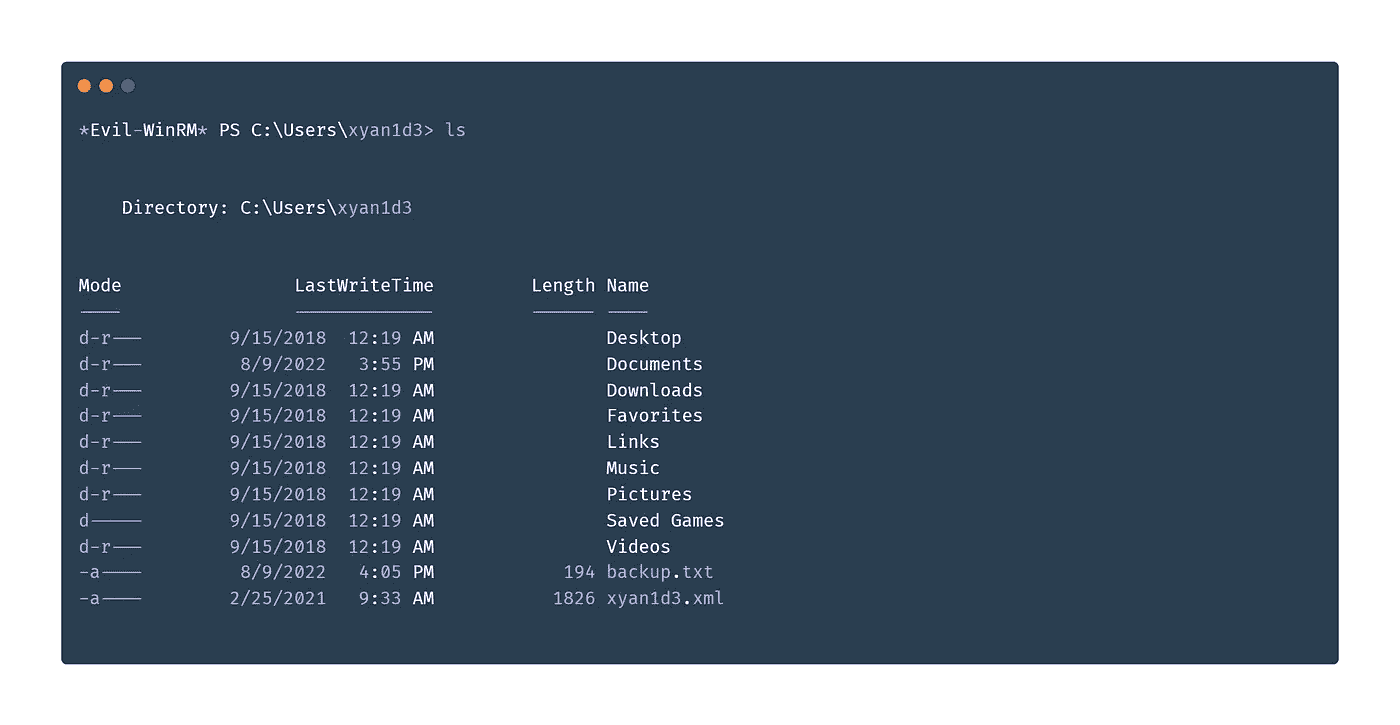 *Evil-WinRM* PS C:\Users\xyan1d3> ls
Directory: C:\Users\xyan1d3
Mode LastWriteTime Length Name
---- ------------- ------ ----
d-r--- 9/15/2018 12:19 AM Desktop
d-r--- 8/9/2022 3:55 PM Documents
d-r--- 9/15/2018 12:19 AM Downloads
d-r--- 9/15/2018 12:19 AM Favorites
d-r--- 9/15/2018 12:19 AM Links
d-r--- 9/15/2018 12:19 AM Music
d-r--- 9/15/2018 12:19 AM Pictures
d----- 9/15/2018 12:19 AM Saved Games
d-r--- 9/15/2018 12:19 AM Videos
-a---- 8/9/2022 4:05 PM 194 backup.txt
-a---- 2/25/2021 9:33 AM 1826 xyan1d3.xml